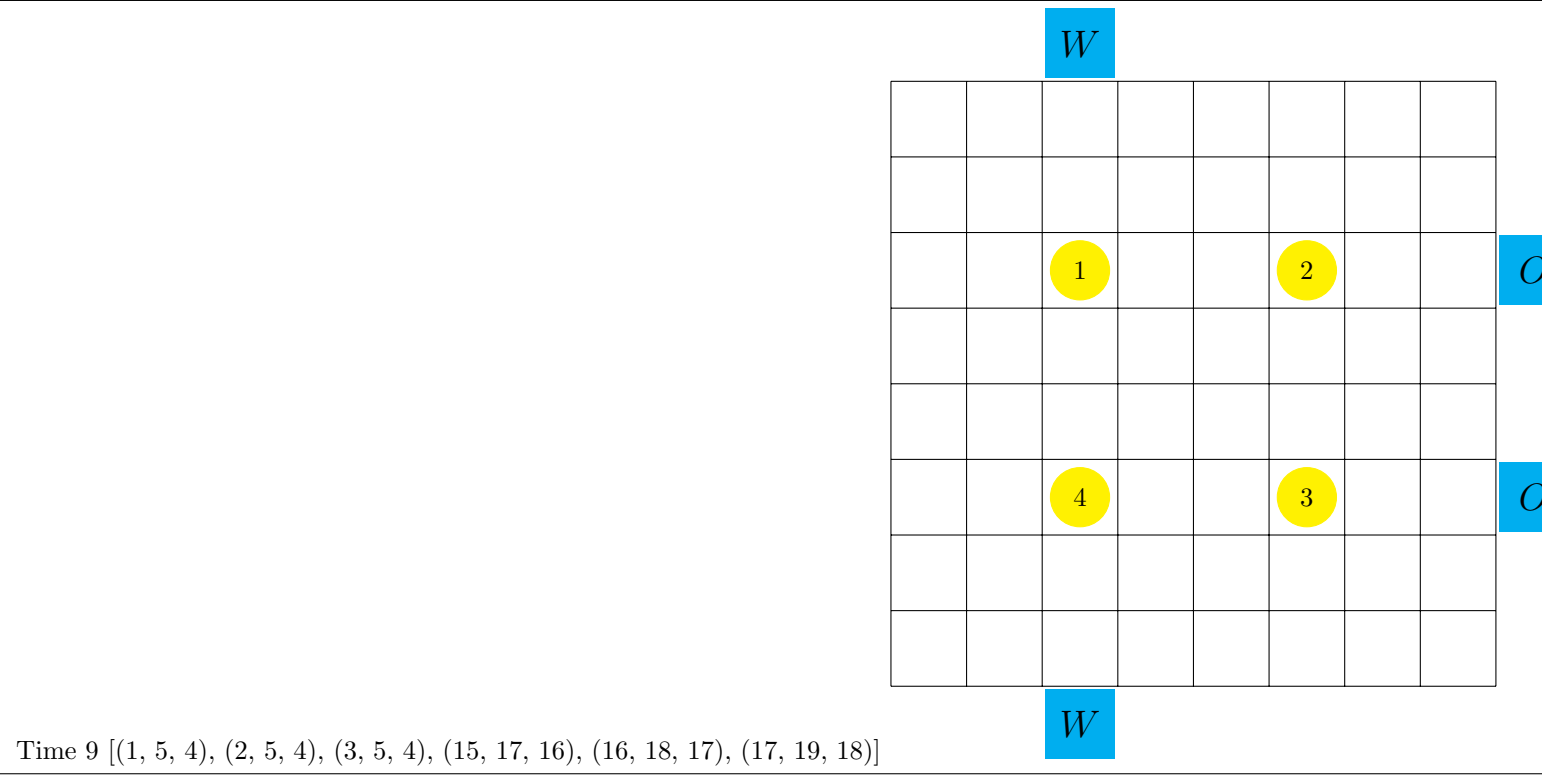 W
1 2
4 3
W
Time 9 [(1, 5, 4), (2, 5, 4), (3, 5, 4), (15, 17, 16), (16, 18, 17), (17, 19, 18)]